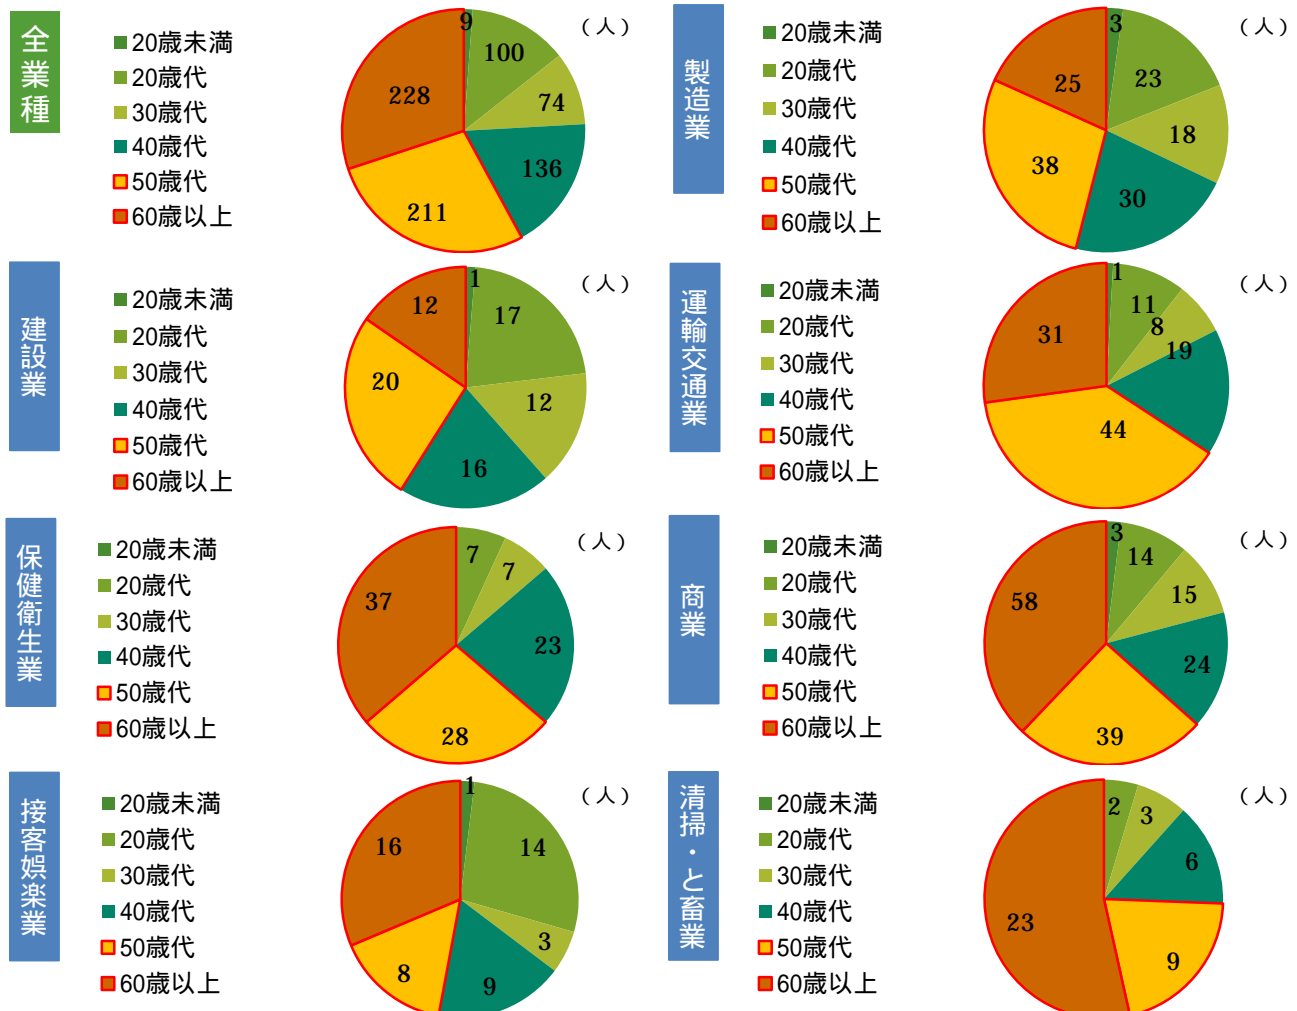 全業種
20歳未満
20歳代
30歳代
40歳代
50歳代
60歳以上
（人）
9
100
74
136
211
228
製造業
20歳未満
20歳代
30歳代
40歳代
50歳代
60歳以上
（人）
3
23
18
30
38
25
建設業
20歳未満
20歳代
30歳代
40歳代
50歳代
60歳以上
（人）
1
17
12
16
20
12
運輸交通業
20歳未満
20歳代
30歳代
40歳代
50歳代
60歳以上
（人）
1
11
8
19
44
31
保健衛生業
20歳未満
20歳代
30歳代
40歳代
50歳代
60歳以上
（人）
7
7
23
28
37
商業
20歳未満
20歳代
30歳代
40歳代
50歳代
60歳以上
（人）
3
14
15
24
39
58
接客娯楽業
20歳未満
20歳代
30歳代
40歳代
50歳代
60歳以上
（人）
1
14
3
9
8
16
清掃・と畜業
20歳未満
20歳代
30歳代
40歳代
50歳代
60歳以上
（人）
2
3
6
9
23